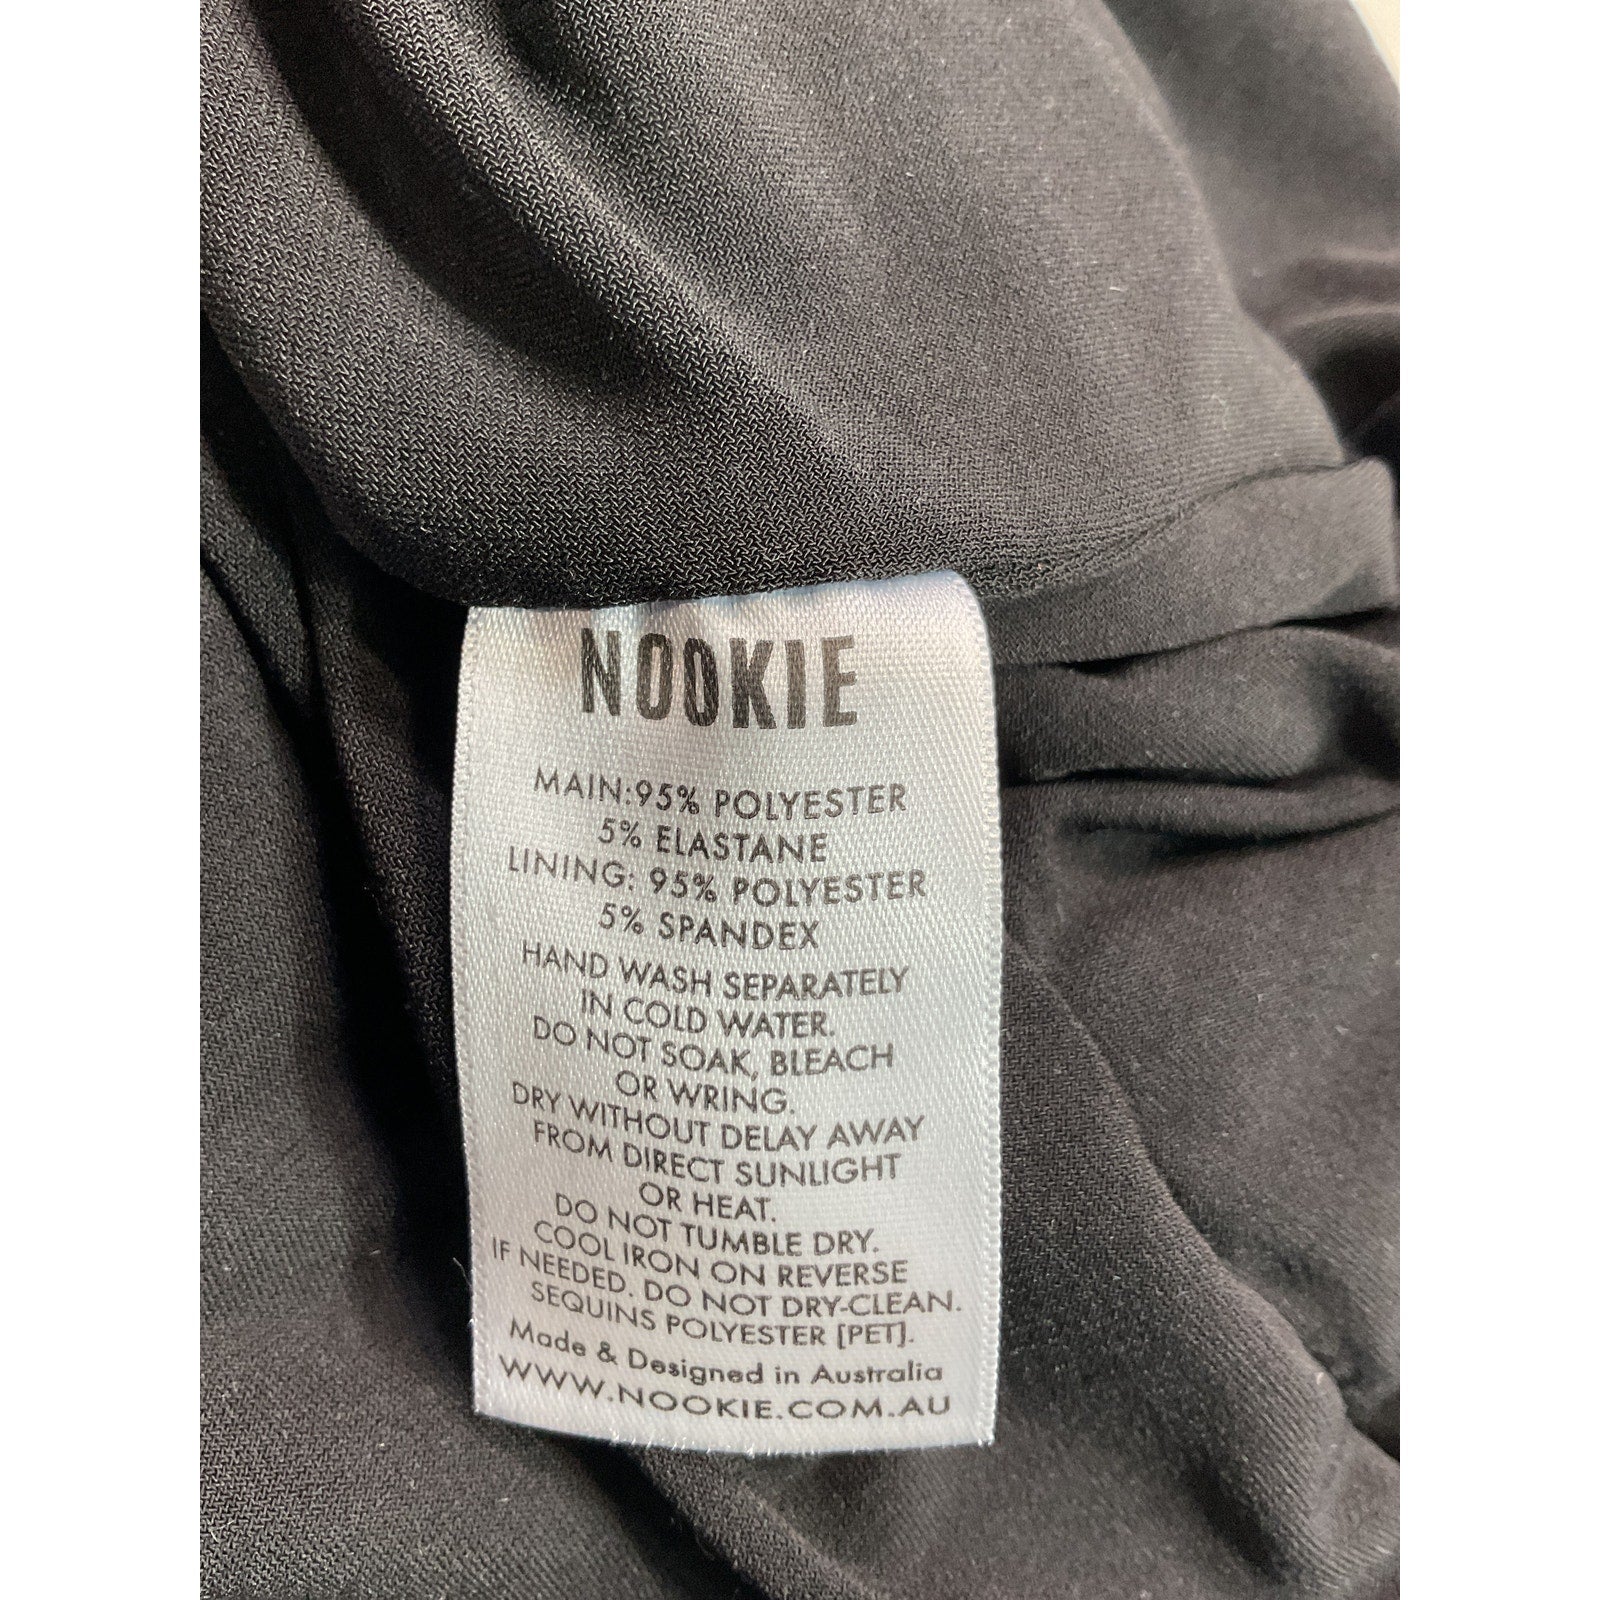 NOOKIE
MAIN:95% POLYESTER
5% ELASTANE
LINING: 95% POLYESTER
5% SPANDEX
HAND WASH SEPARATELY
IN COLD WATER.
DO NOT SOAK, BLEACH
OR WRING.
DRY WITHOUT DELAY AWAY
FROM DIRECT SUNLIGHT
OR HEAT.
DO NOT TUMBLE DRY.
COOL IRON ON REVERSE
IF NEEDED. DO NOT DRY-CLEAN.
SEQUINS POLYESTER [PET].
Made & Designed in Australia
WWW.NOOKIE.COM.AU